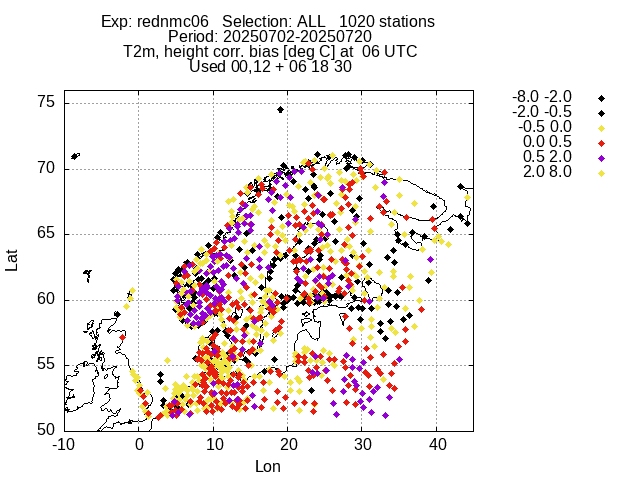 Exp: rednmc06   Selection: ALL   1020 stations
Period: 20250702-20250720
T2m, height corr. bias [deg C] at  06 UTC
Used 00,12 + 06 18 30
-8.0 -2.0
-2.0 -0.5
-0.5 0.0
0.0 0.5
0.5 2.0
2.0 8.0
75
70
65
60
55
50
Lat
-10 0 10 20 30 40
Lon